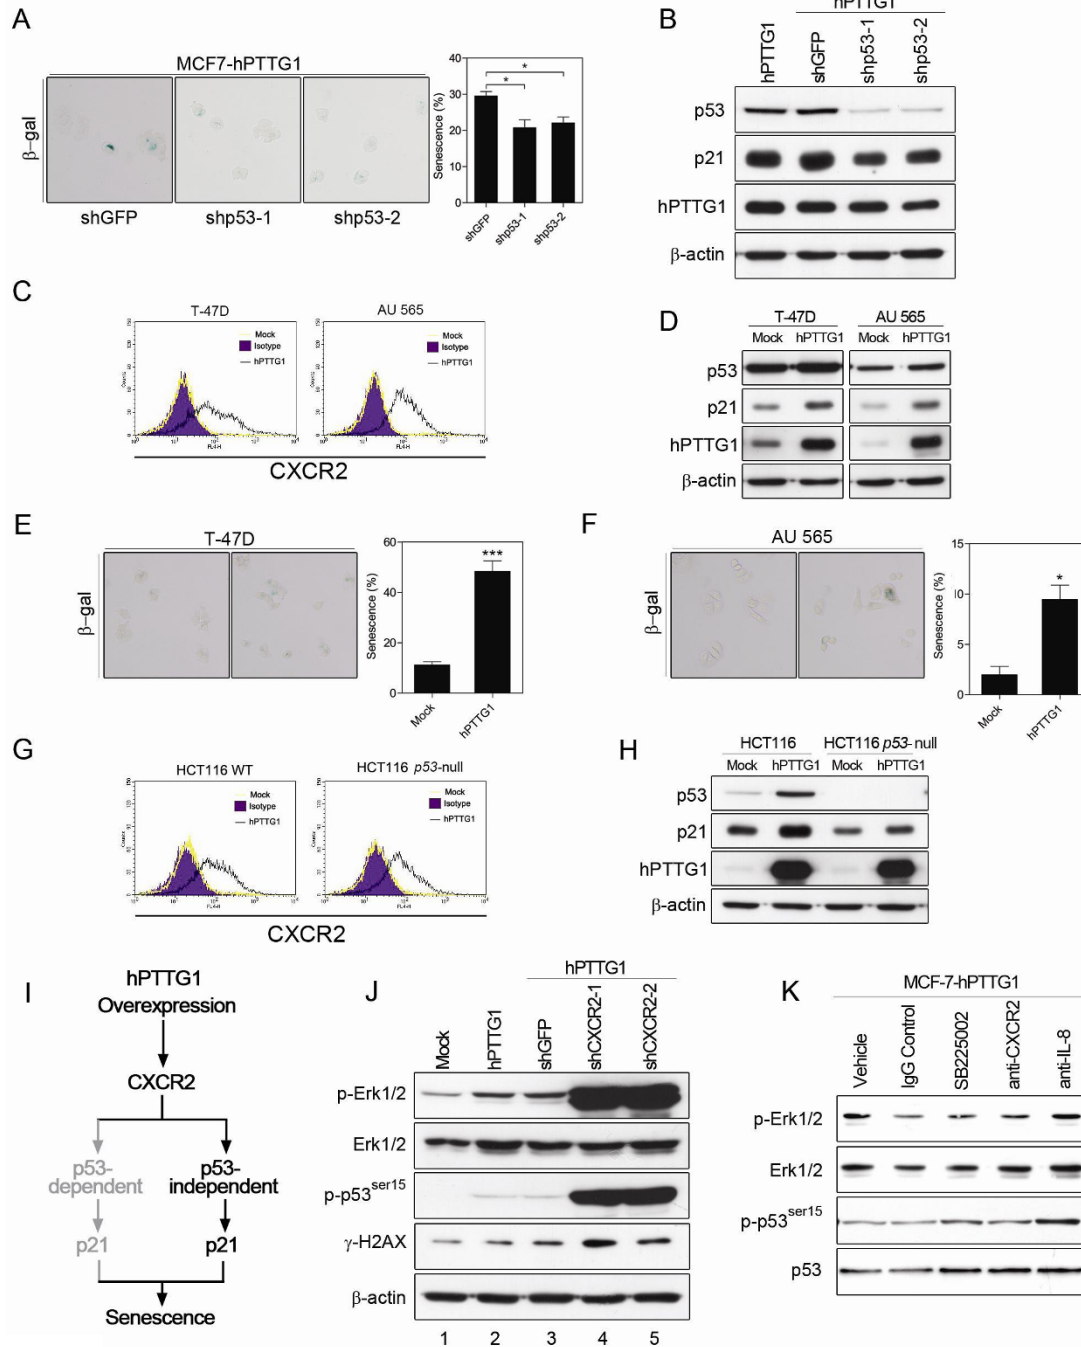 A
MCF7-hPTTG1
β-gal
shGFP
shp53-1
shp53-2
Senescence (%)
40
30
20
10
0
*
*
shGFP
shp53-1
shp53-2
B
hPTTG1
hPTTG1
shGFP
shp53-1
shp53-2
p53
p21
hPTTG1
β-actin
C
T-47D
Mock
Isotype
hPTTG1
AU 565
Mock
Isotype
hPTTG1
CXCR2
D
T-47D
AU 565
Mock
hPTTG1
Mock
hPTTG1
p53
p21
hPTTG1
β-actin
E
T-47D
β-gal
Senescence (%)
60
40
20
0
***
Mock
hPTTG1
F
AU 565
β-gal
Senescence (%)
15
10
5
0
*
Mock
hPTTG1
G
HCT116 WT
Mock
Isotype
hPTTG1
HCT116 p53-null
Mock
Isotype
hPTTG1
CXCR2
H
HCT116
HCT116 p53- null
Mock
hPTTG1
Mock
hPTTG1
p53
p21
hPTTG1
β-actin
I
hPTTG1
Overexpression
CXCR2
p53-
dependent
p53-
independent
p21
p21
Senescence
J
hPTTG1
Mock
hPTTG1
shGFP
shCXCR2-1
shCXCR2-2
p-Erk1/2
Erk1/2
p-p53ser15
γ-H2AX
β-actin
1 2 3 4 5
K
MCF-7-hPTTG1
Vehicle
IgG Control
SB225002
anti-CXCR2
anti-IL-8
p-Erk1/2
Erk1/2
p-p53ser15
p53